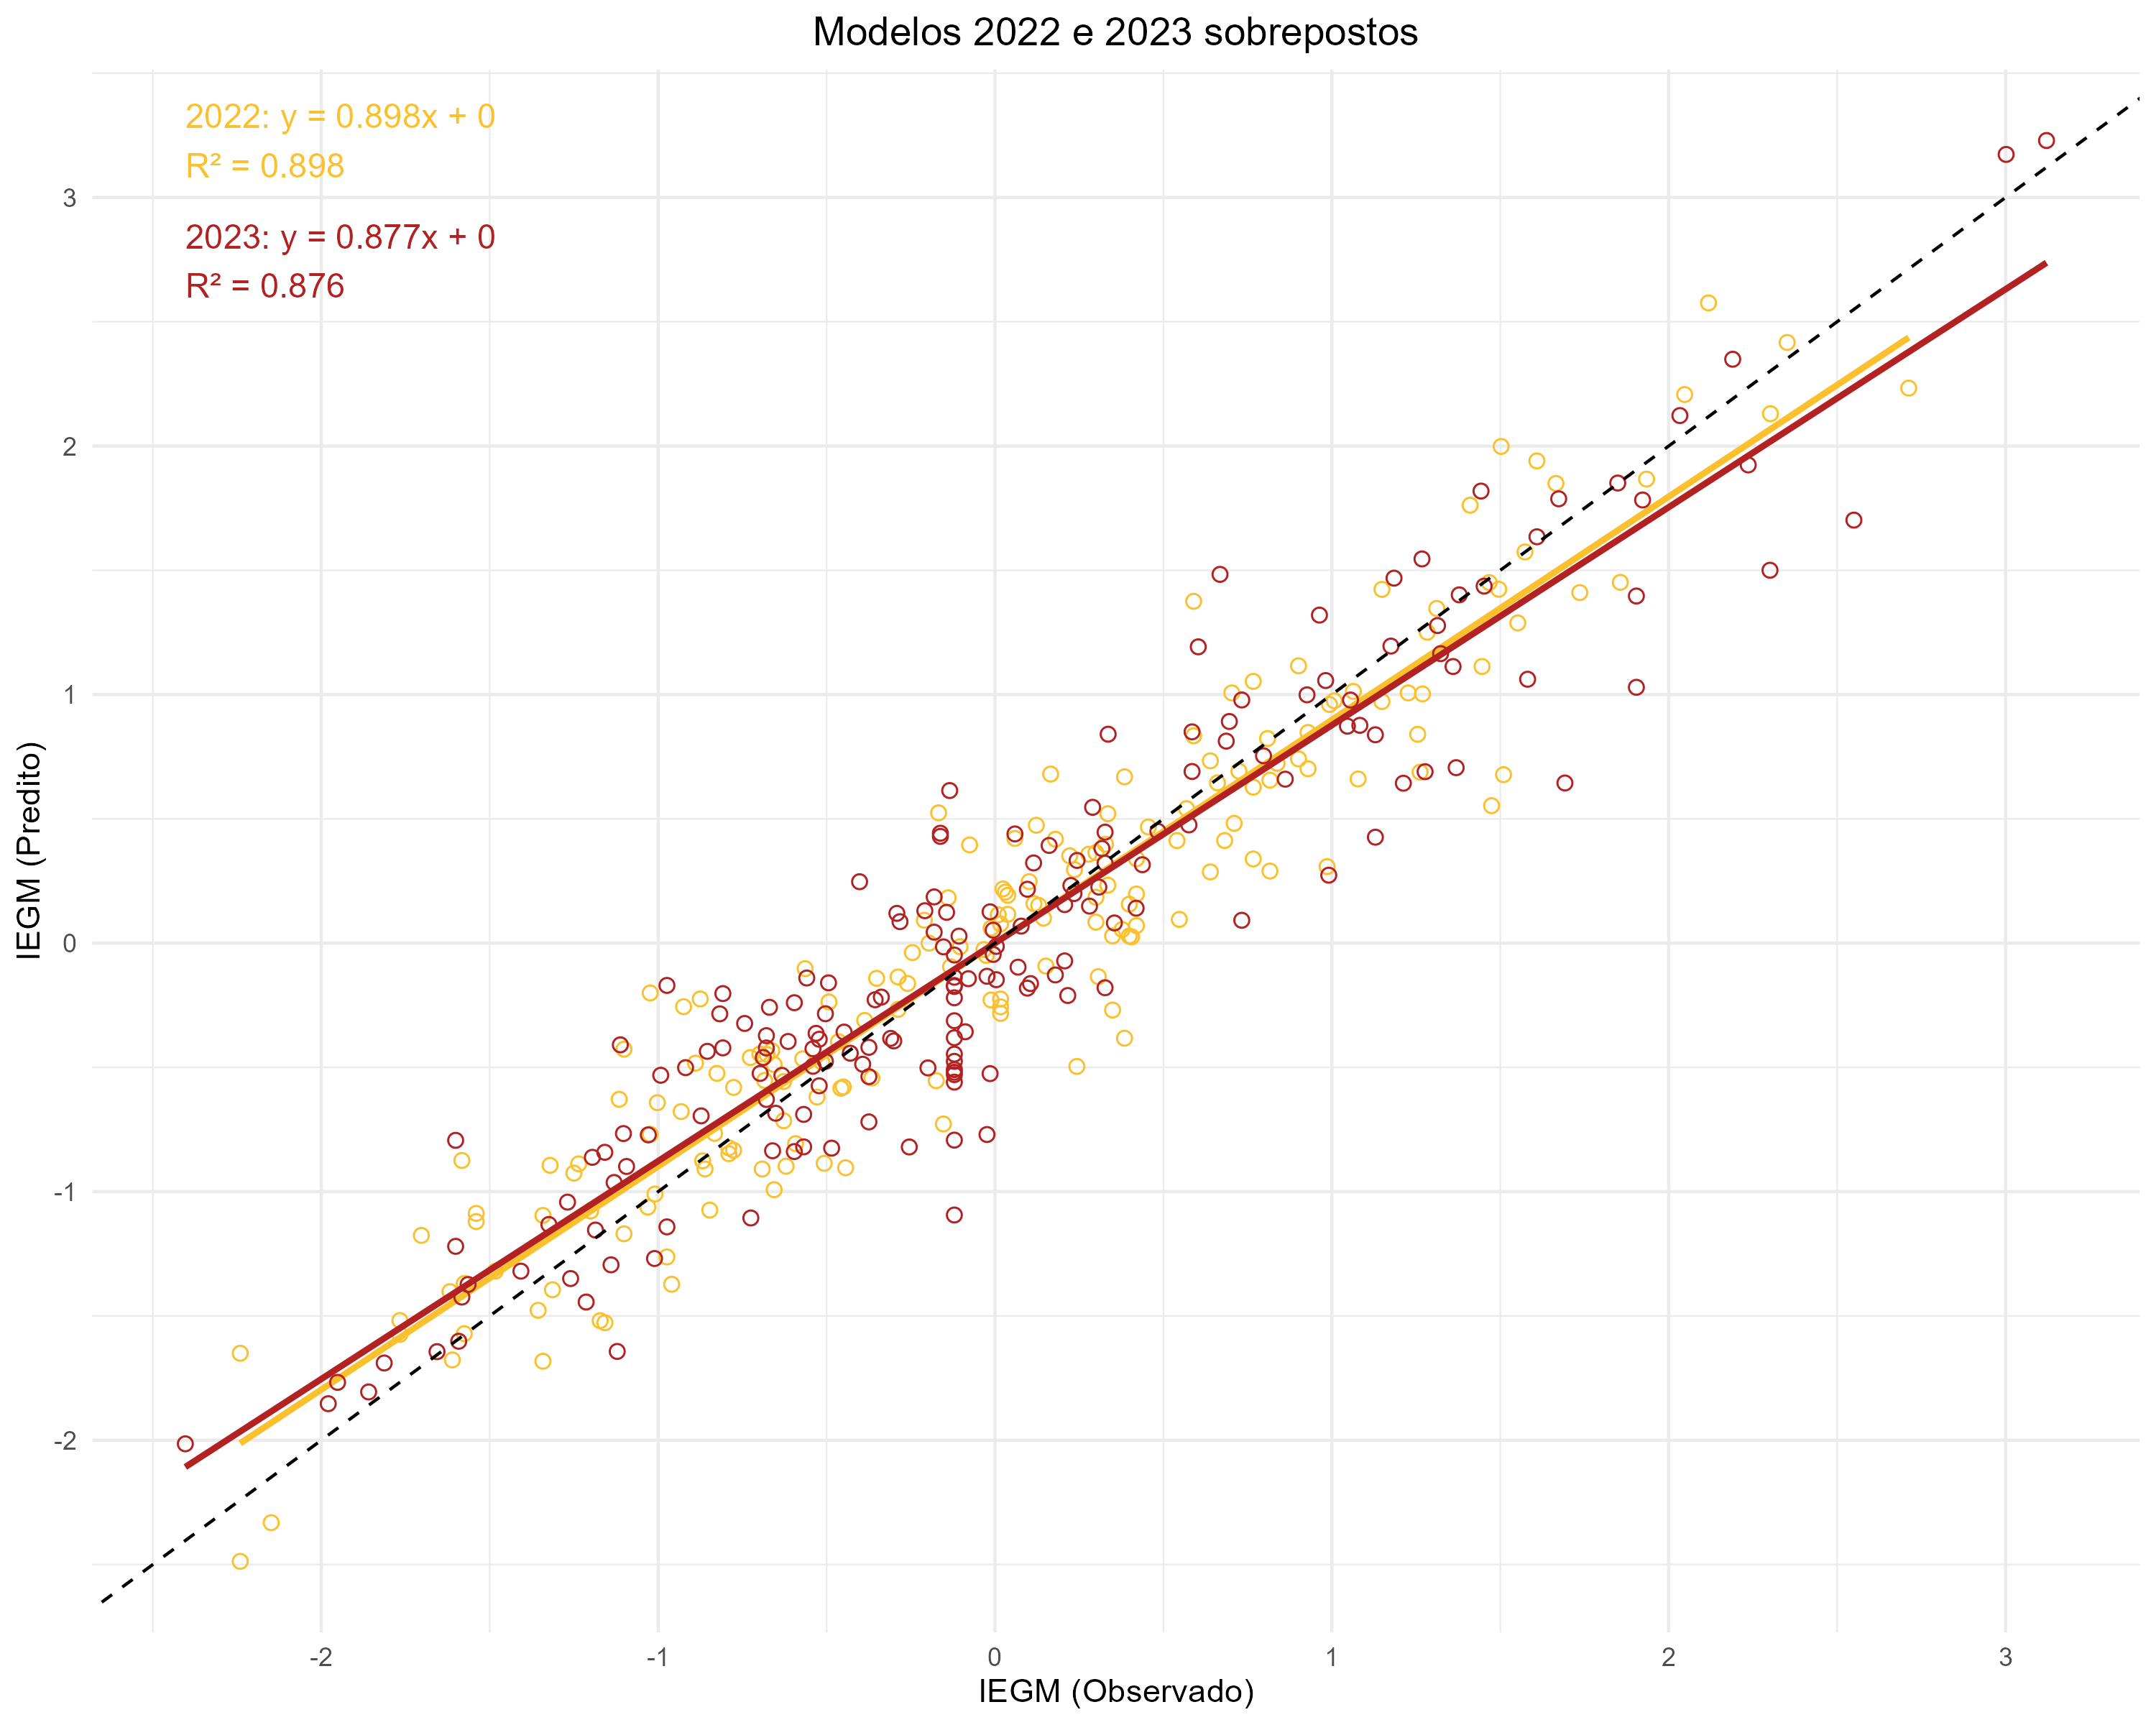 Modelos 2022 e 2023 sobrepostos
2022: y = 0.898x + 0
R² = 0.898
2023: y = 0.877x + 0
R² = 0.876
IEGM (Predito)
3
2
1
0
-1
-2
-2
-1
0
1
2
3
IEGM (Observado)